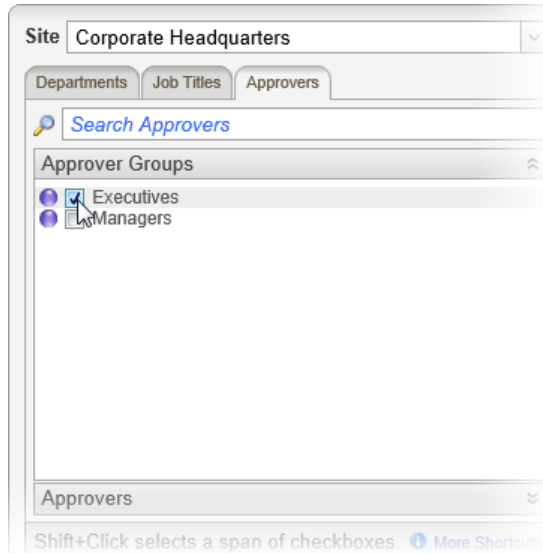 Site Corporate Headquarters
Departments Job Titles Approvers
Search Approvers
Approver Groups
Executives
Managers
Approvers
Shift+Click selects a span of checkboxes. More Shortcuts